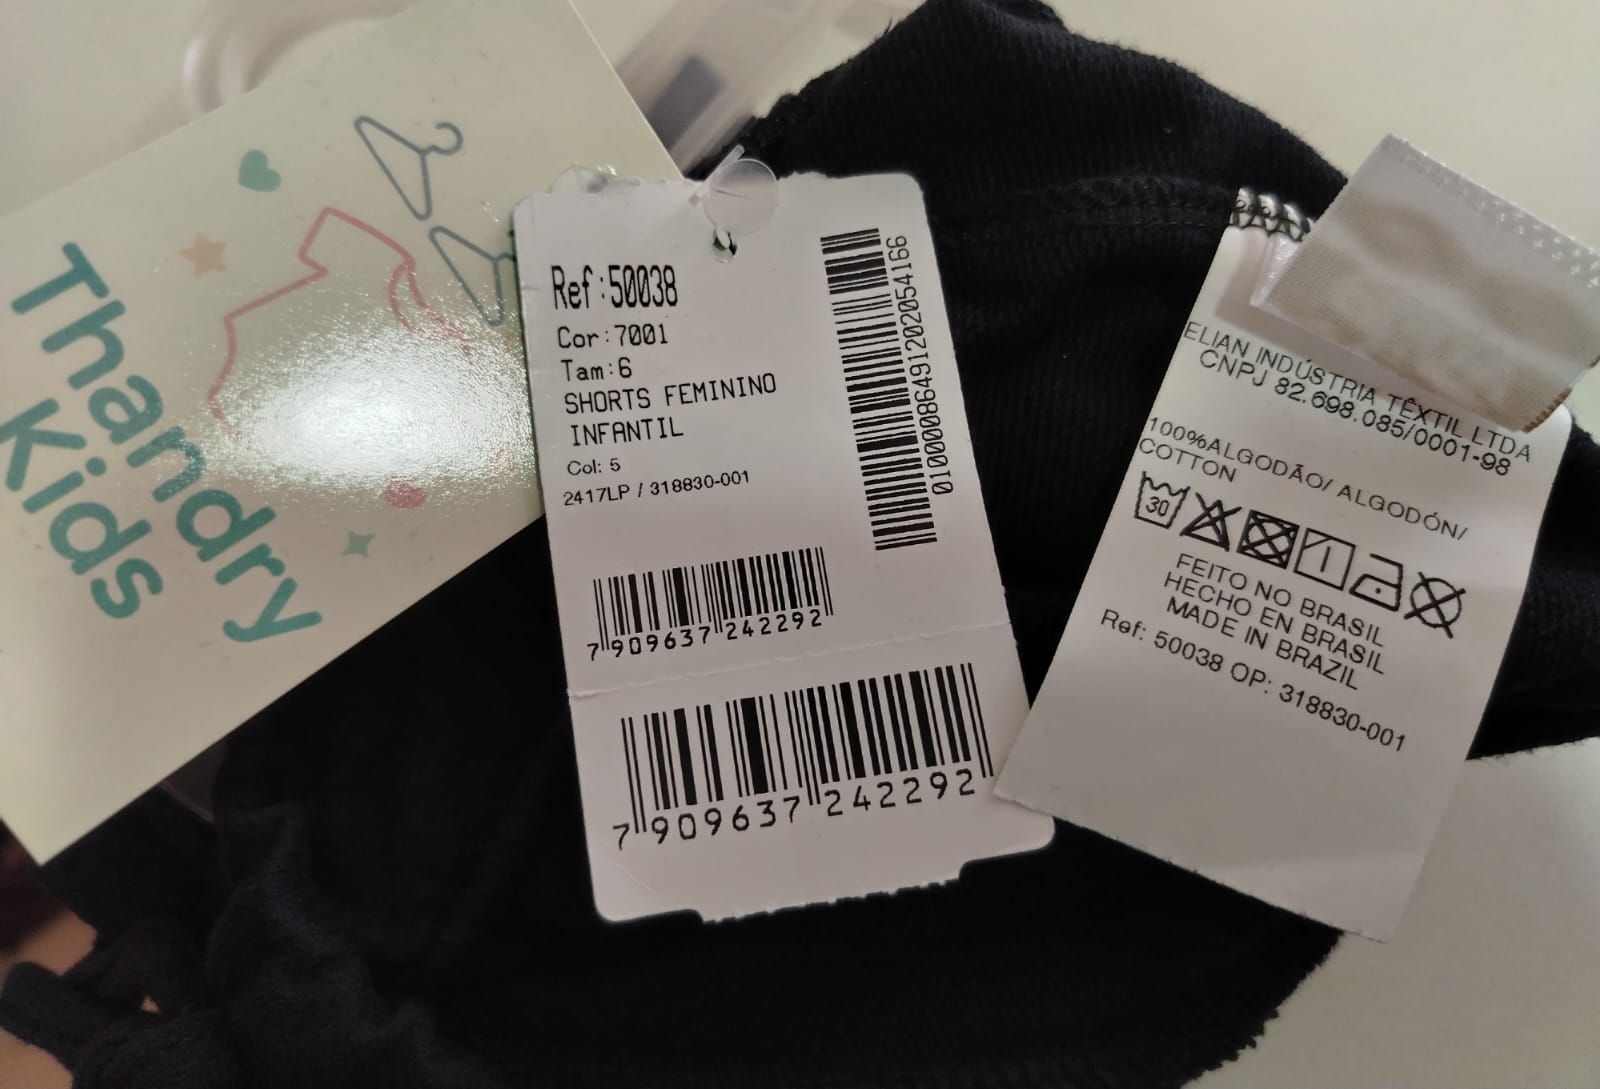 Thandry
Kids
Ref:50038
Cor:7001
Tam:6
SHORTS FEMININO
INFANTIL
Col: 5
2417LP / 318830-001
7 909637 242292
7 909637 242292
010000086491202054166
ELIAN INDÚSTRIA TÊXTIL LTDA
CNPJ 82.698.085/0001-98
100%ALGODÃO/ ALGODÓN/
COTTON
30
FEITO NO BRASIL
HECHO EN BRASIL
MADE IN BRAZIL
Ref: 50038 OP: 318830-001